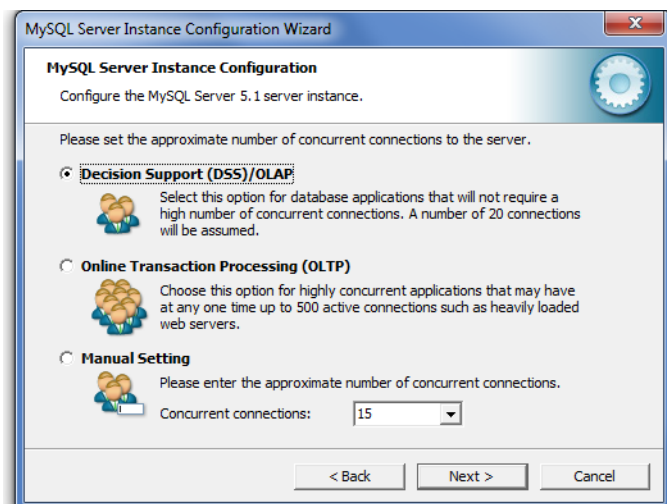 MySQL Server Instance Configuration Wizard
MySQL Server Instance Configuration
Configure the MySQL Server 5.1 server instance.
Please set the approximate number of concurrent connections to the server.
Decision Support (DSS)/OLAP
Select this option for database applications that will not require a
high number of concurrent connections. A number of 20 connections
will be assumed.
Online Transaction Processing (OLTP)
Choose this option for highly concurrent applications that may have
at any one time up to 500 active connections such as heavily loaded
web servers.
Manual Setting
Please enter the approximate number of concurrent connections.
Concurrent connections: 15
< Back Next > Cancel